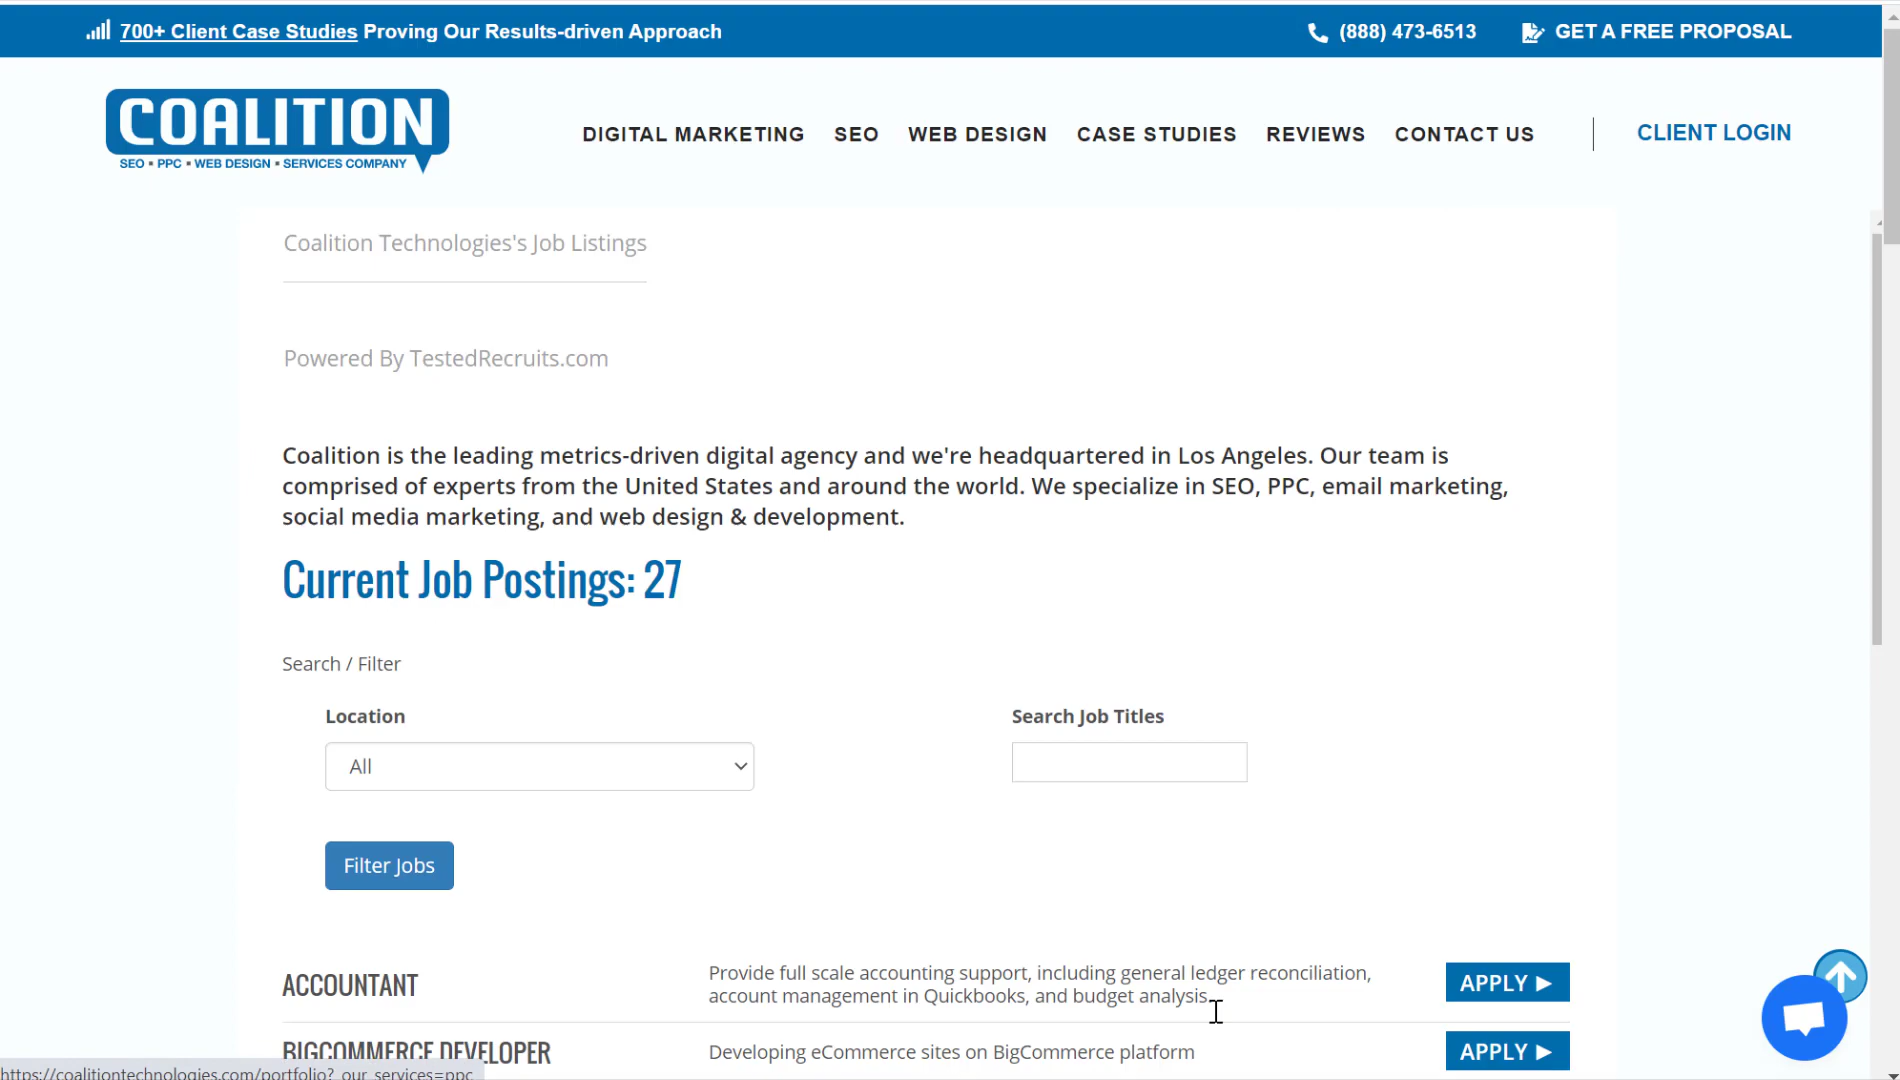 700+ Client Case Studies Proving Our Results-driven Approach
(888) 473-6513
GET A FREE PROPOSAL
COALITION
SEO • PPC • WEB DESIGN • SERVICES COMPANY
DIGITAL MARKETING
SEO
WEB DESIGN
CASE STUDIES
REVIEWS
CONTACT US
CLIENT LOGIN
Coalition Technologies's Job Listings
Powered By TestedRecruits.com
Coalition is the leading metrics-driven digital agency and we're headquartered in Los Angeles. Our team is
comprised of experts from the United States and around the world. We specialize in SEO, PPC, email marketing,
social media marketing, and web design & development.
Current Job Postings: 27
Search / Filter
Location
Search Job Titles
All
Filter Jobs
ACCOUNTANT
Provide full scale accounting support, including general ledger reconciliation,
account management in Quickbooks, and budget analysis.
APPLY ▶
BIGCOMMERCE DEVELOPER
Developing eCommerce sites on BigCommerce platform
APPLY ▶
https://coalitiontechnologies.com/portfolio?_our_services=ppc